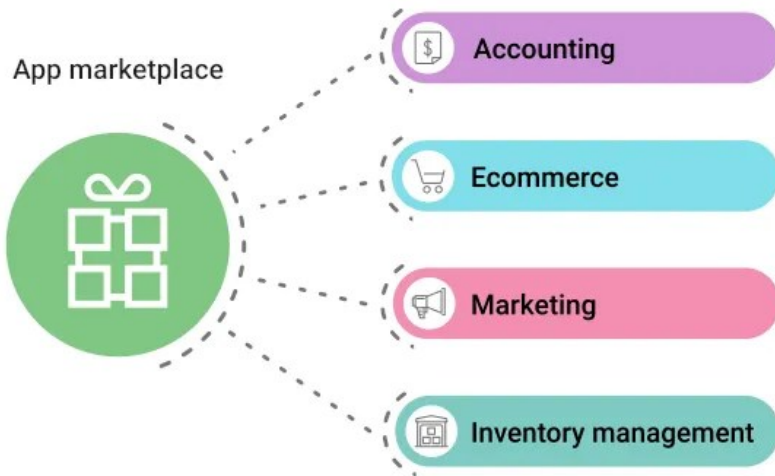 App marketplace
Accounting
Ecommerce
Marketing
Inventory management